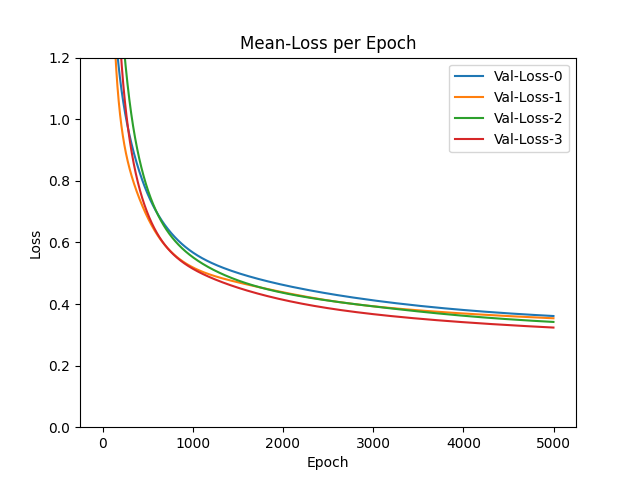 Mean-Loss per Epoch
1.2
1.0
0.8
0.6
0.4
0.2
0.0
Loss
Val-Loss-0
Val-Loss-1
Val-Loss-2
Val-Loss-3
0 1000 2000 3000 4000 5000
Epoch